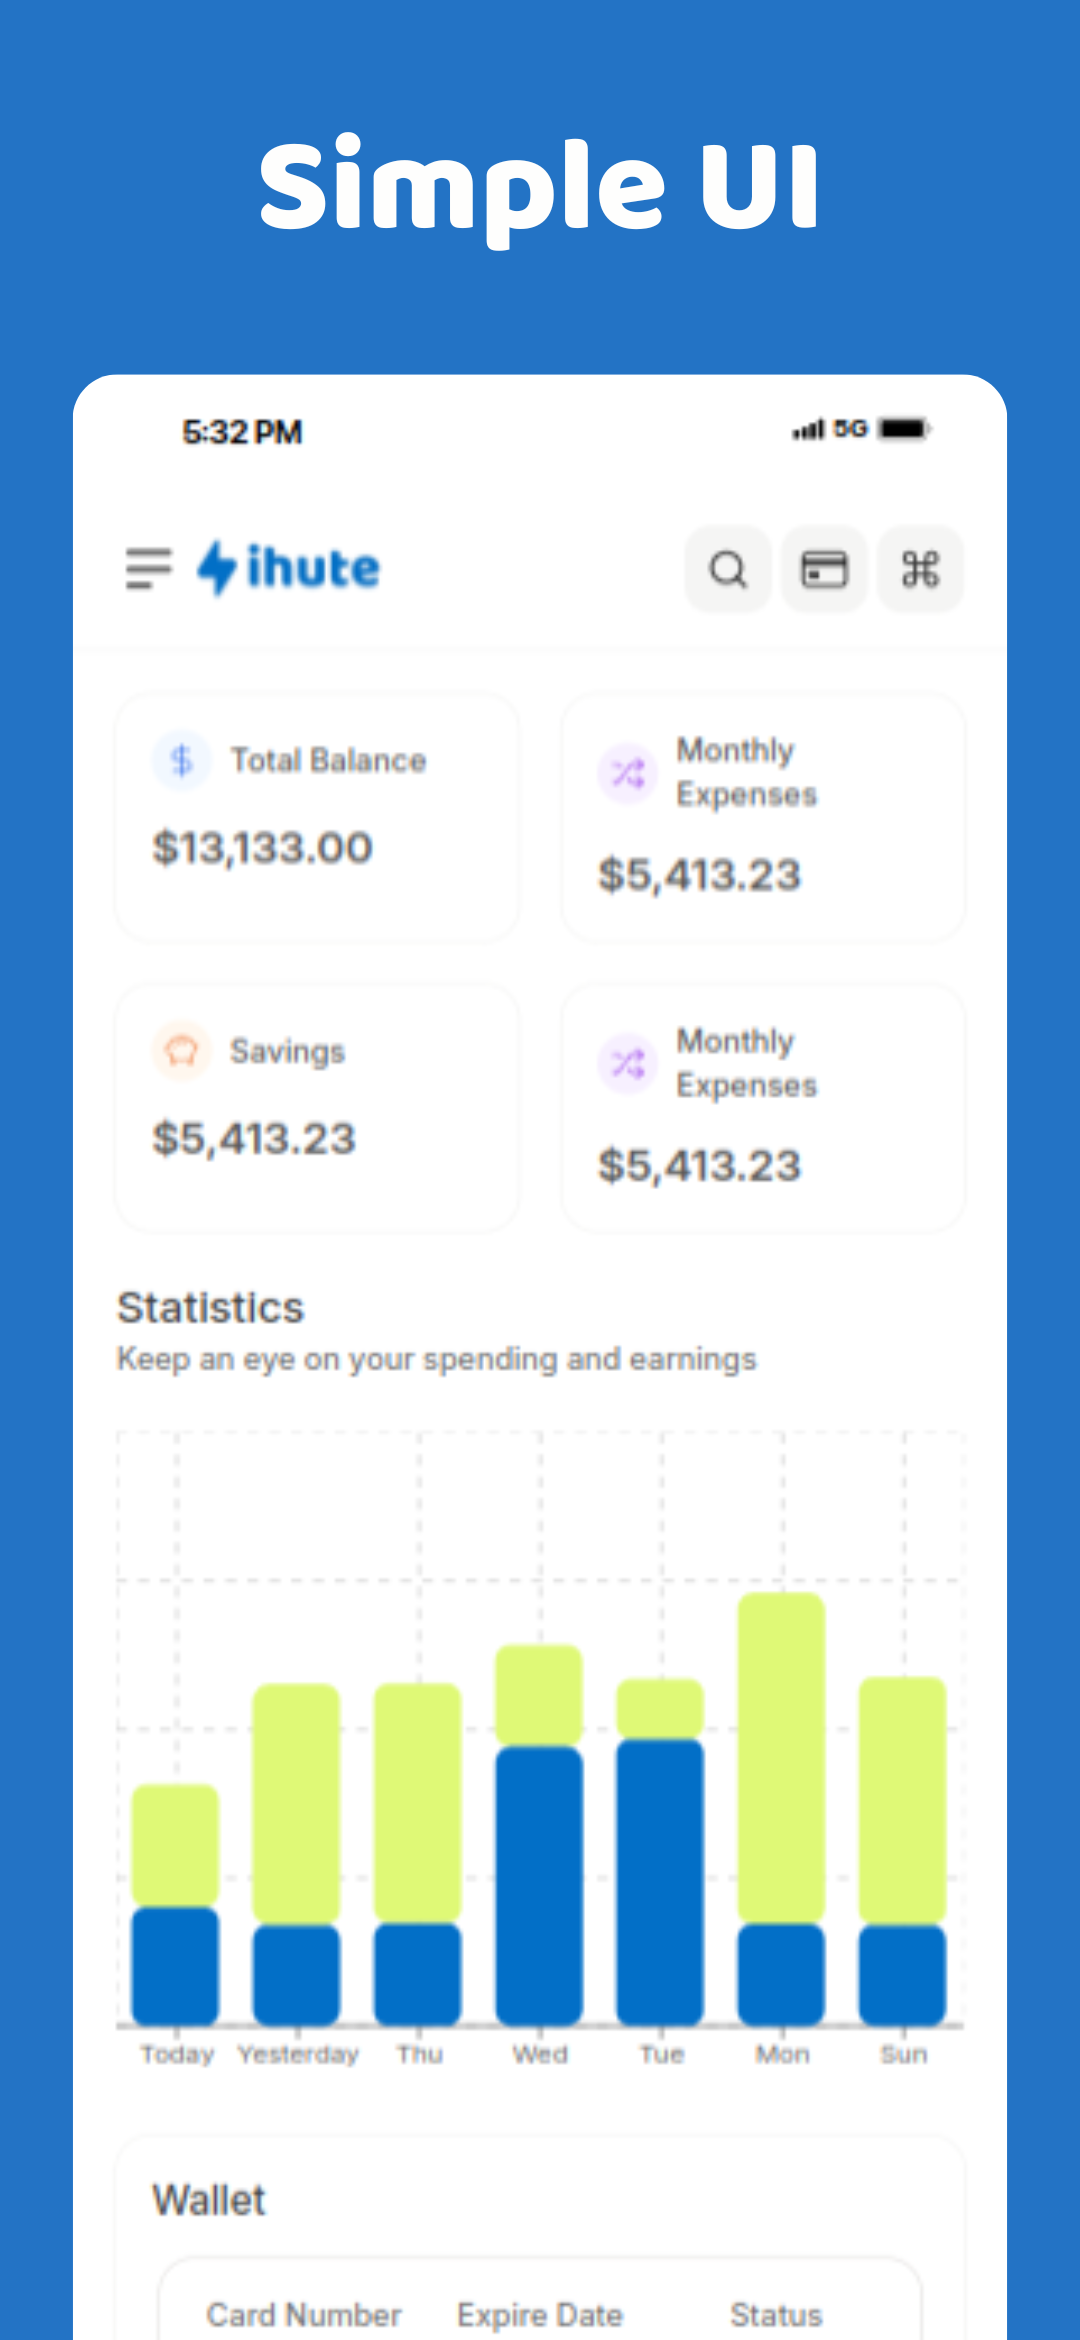 Simple UI
5:32 PM
5G
ihute
Total Balance
$13,133.00
Monthly
Expenses
$5,413.23
Savings
$5,413.23
Monthly
Expenses
$5,413.23
Statistics
Keep an eye on your spending and earnings
Today Yesterday Thu Wed Tue Mon Sun
Wallet
Card Number Expire Date Status